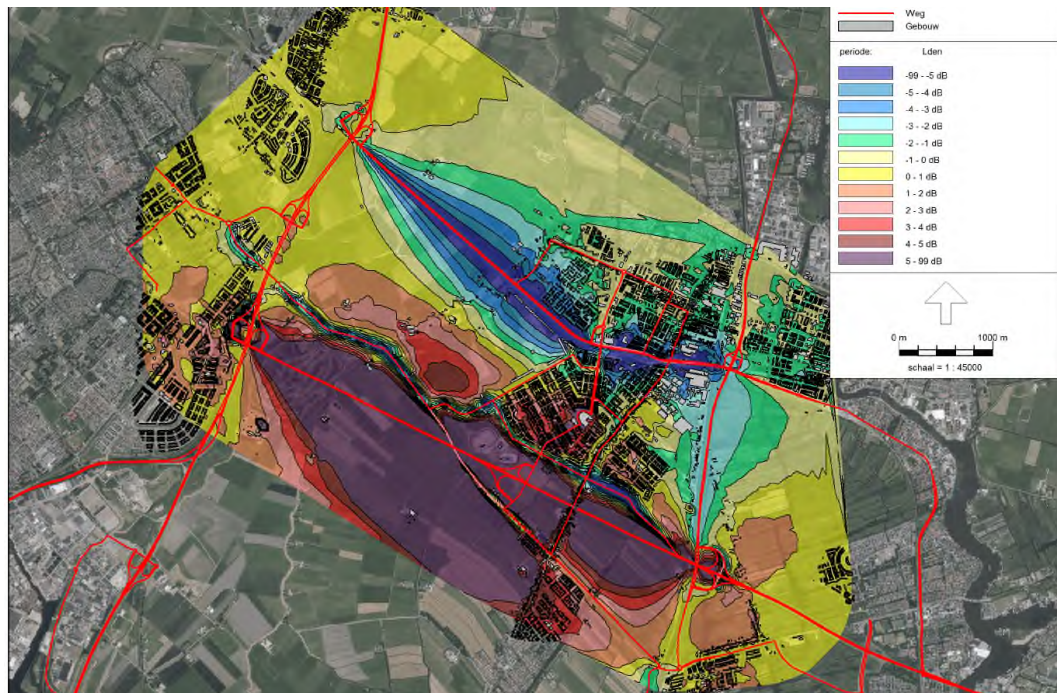 Weg
Gebouw
periode: Lden
-99 - -5 dB
-5 - -4 dB
-4 - -3 dB
-3 - -2 dB
-2 - -1 dB
-1 - 0 dB
0 - 1 dB
1 - 2 dB
2 - 3 dB
3 - 4 dB
4 - 5 dB
5 - 99 dB
0 m 1000 m
schaal = 1 : 45000